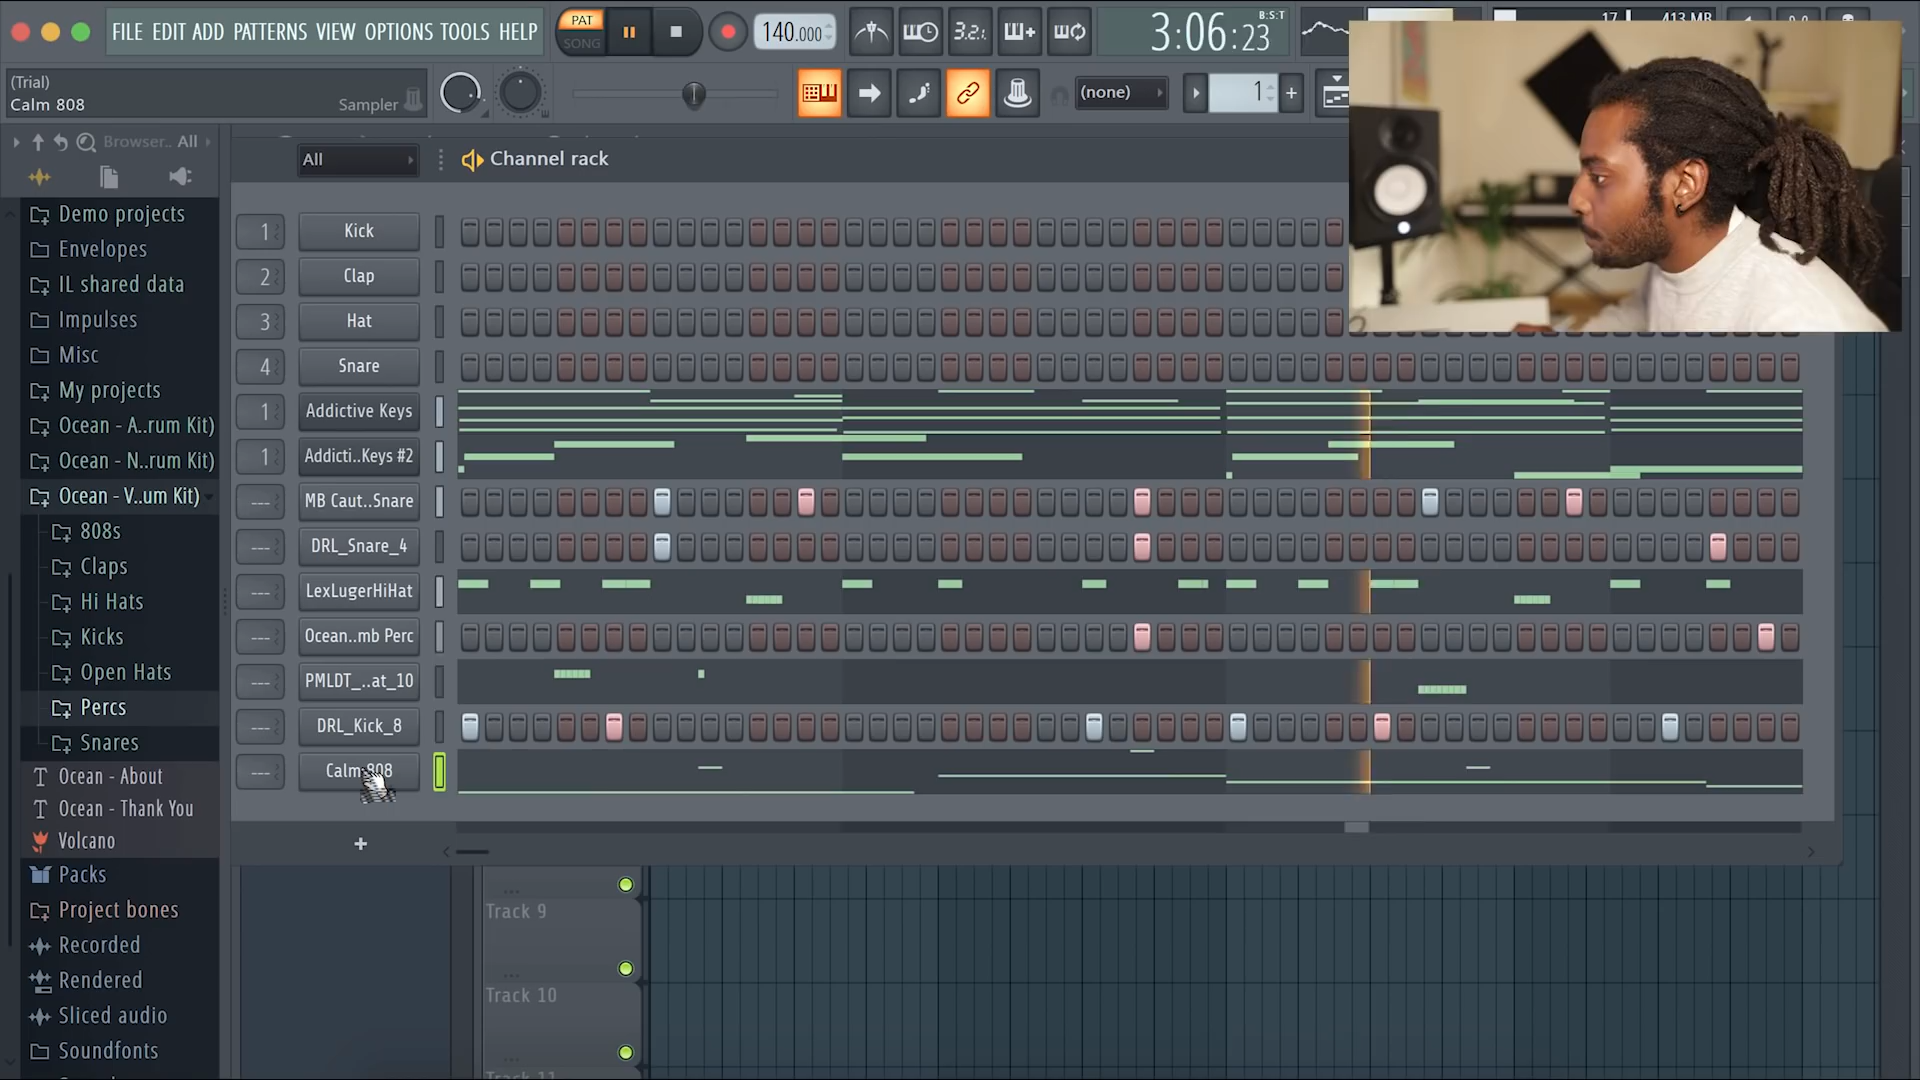 FILE EDIT ADD PATTERNS VIEW OPTIONS TOOLS HELP
PAT
SONG
140.000
3.2.
3:06:23
B:S:T
17
413 MB
(Trial)
Calm 808
Sampler
(none)
1
Browser.. All
All
Channel rack
Demo projects
Envelopes
IL shared data
Impulses
Misc
My projects
Ocean - A..rum Kit)
Ocean - N..rum Kit)
Ocean - V..um Kit)
808s
Claps
Hi Hats
Kicks
Open Hats
Percs
Snares
Ocean - About
Ocean - Thank You
Volcano
Packs
Project bones
Recorded
Rendered
Sliced audio
Soundfonts
1 Kick
2 Clap
3 Hat
4 Snare
1 Addictive Keys
1 Addicti..Keys #2
--- MB Caut..Snare
--- DRL_Snare_4
--- LexLugerHiHat
--- Ocean..mb Perc
--- PMLDT_..at_10
--- DRL_Kick_8
--- Calm 808
+
...
Track 9
...
Track 10
...
Track 11